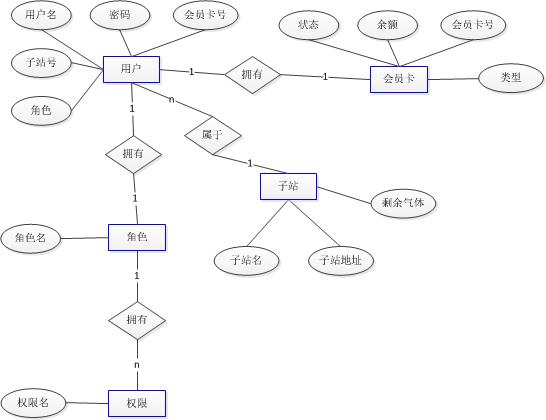 用户名
密码
会员卡号
状态
余额
会员卡号
子站号
用户
1
拥有
1
会员卡
类型
角色
1
n
属于
拥有
1
子站
1
剩余气体
角色名
角色
子站名
子站地址
1
拥有
n
权限名
权限